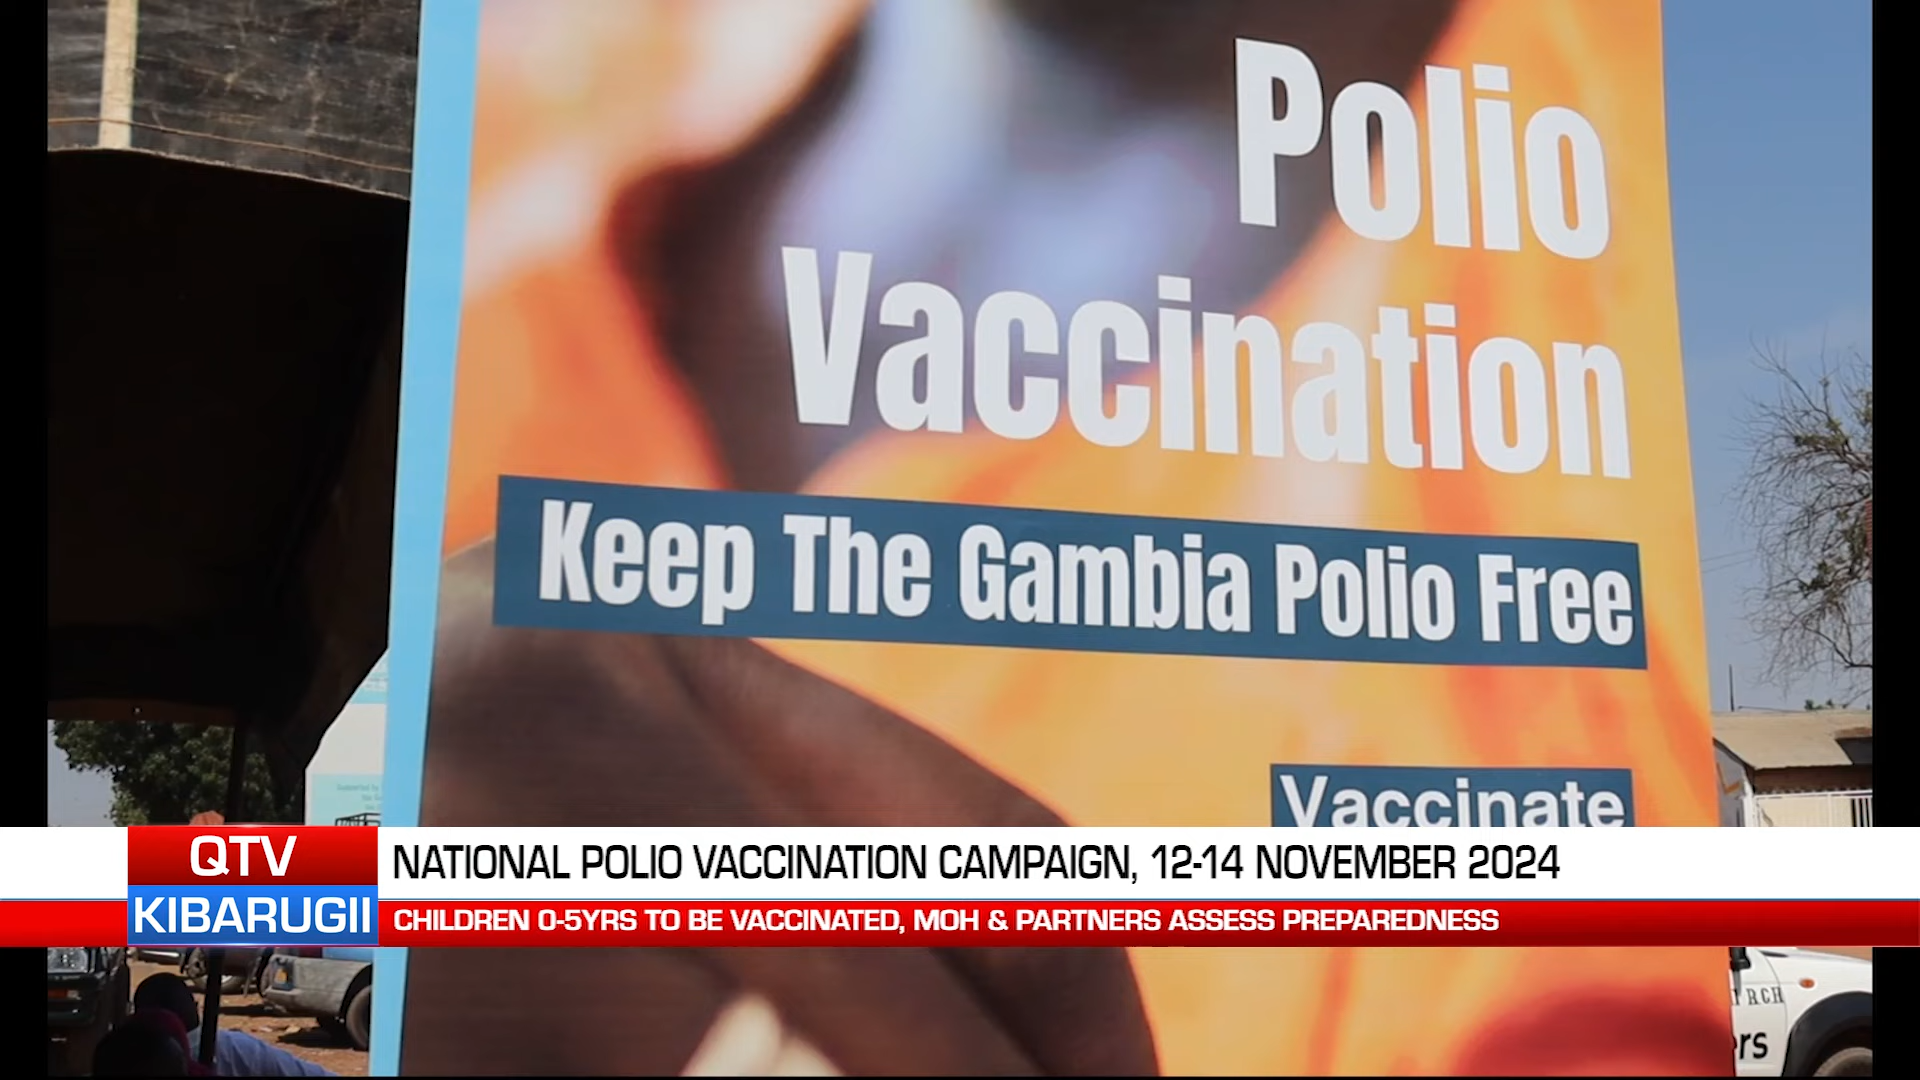 Polio
Vaccination
Keep The Gambia Polio Free
Vaccinate
QTV
KIBARUGII
NATIONAL POLIO VACCINATION CAMPAIGN, 12-14 NOVEMBER 2024
CHILDREN 0-5YRS TO BE VACCINATED, MOH & PARTNERS ASSESS PREPAREDNESS